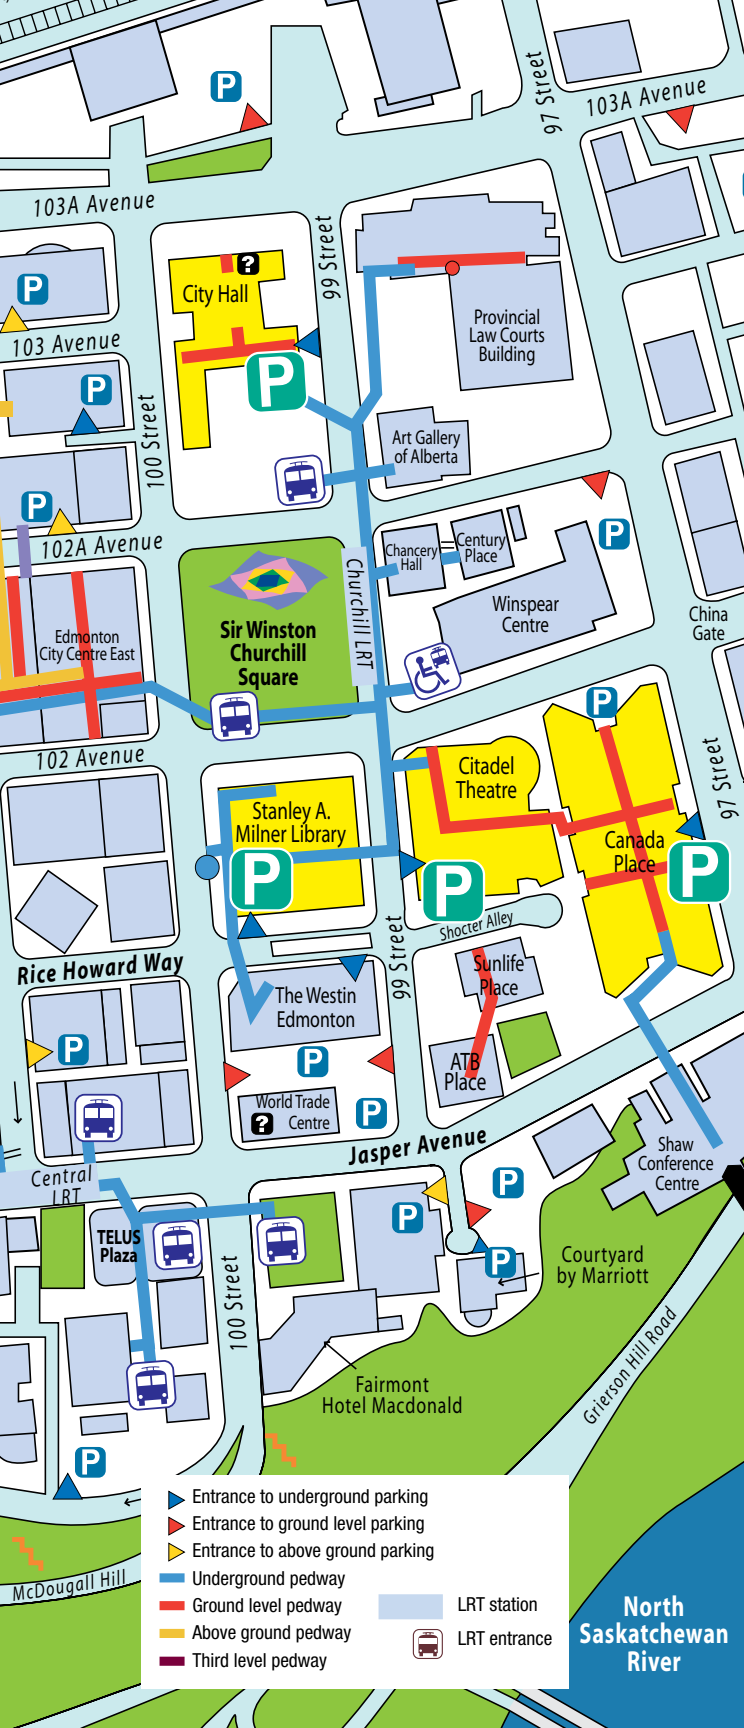 P
97 Street
103A Avenue
103A Avenue
99 Street
?
City Hall
P
Provincial
Law Courts
Building
103 Avenue
P
P
100 Street
Art Gallery
of Alberta
P
102A Avenue
P
Chancery
Hall
Century
Place
Churchill LRT
Winspear
Centre
China
Gate
Edmonton
City Centre East
Sir Winston
Churchill
Square
P
97 Street
102 Avenue
Citadel
Theatre
Stanley A.
Milner Library
Canada
Place
P
P
P
Shocter Alley
99 Street
Rice Howard Way
Sunlife
Place
The Westin
Edmonton
P
P
ATB
Place
World Trade
Centre
?
P
Jasper Avenue
Shaw
Conference
Centre
Central
LRT
P
P
TELUS
Plaza
P
Courtyard
by Marriott
100 Street
Grierson Hill Road
Fairmont
Hotel Macdonald
P
McDougall Hill
Entrance to underground parking
Entrance to ground level parking
Entrance to above ground parking
Underground pedway
Ground level pedway
Above ground pedway
Third level pedway
LRT station
LRT entrance
North
Saskatchewan
River